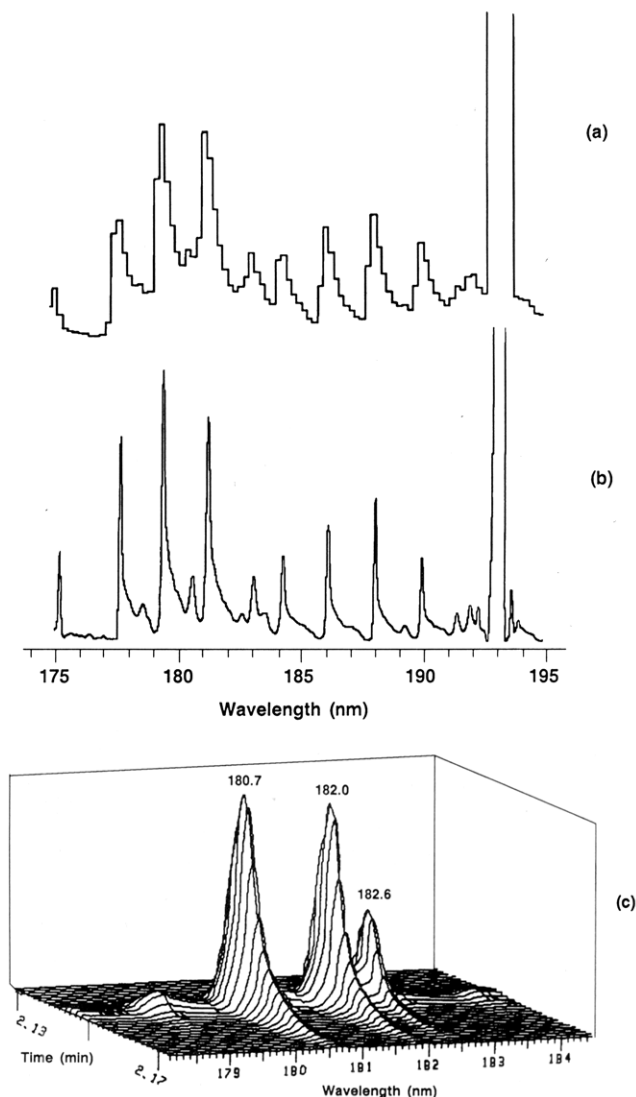 (a)
(b)
175 180 185 190 195
Wavelength (nm)
180.7
182.0
182.6
(c)
2.13
Time (min)
2.17
179 180 181 182 183 184
Wavelength (nm)